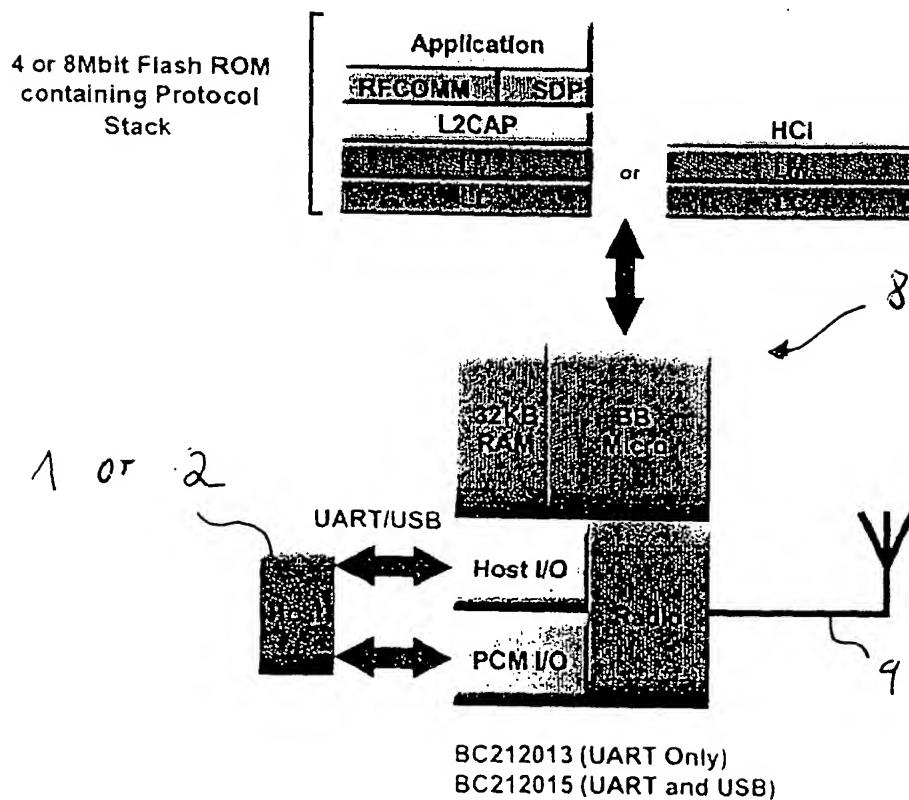 4 or 8Mbit Flash ROM
containing Protocol
Stack
Application
RFCOMM SDP
L2CAP
or
HCI
8
32KB
RAM
BB
Micro
1 or 2
UART/USB
Host I/O
Radio
PCM I/O
9
BC212013 (UART Only)
BC212015 (UART and USB)